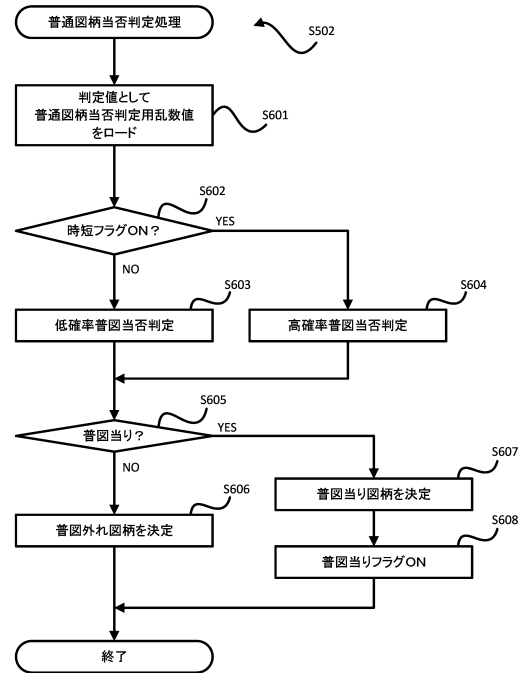 普通図柄当否判定処理
S502
判定値として
普通図柄当否判定用乱数値
をロード
S601
S602
時短フラグON？
YES
NO
S603
S604
低確率普図当否判定
高確率普図当否判定
S605
普図当り？
YES
NO
S607
普図当り図柄を決定
S606
普図外れ図柄を決定
S608
普図当りフラグON
終了